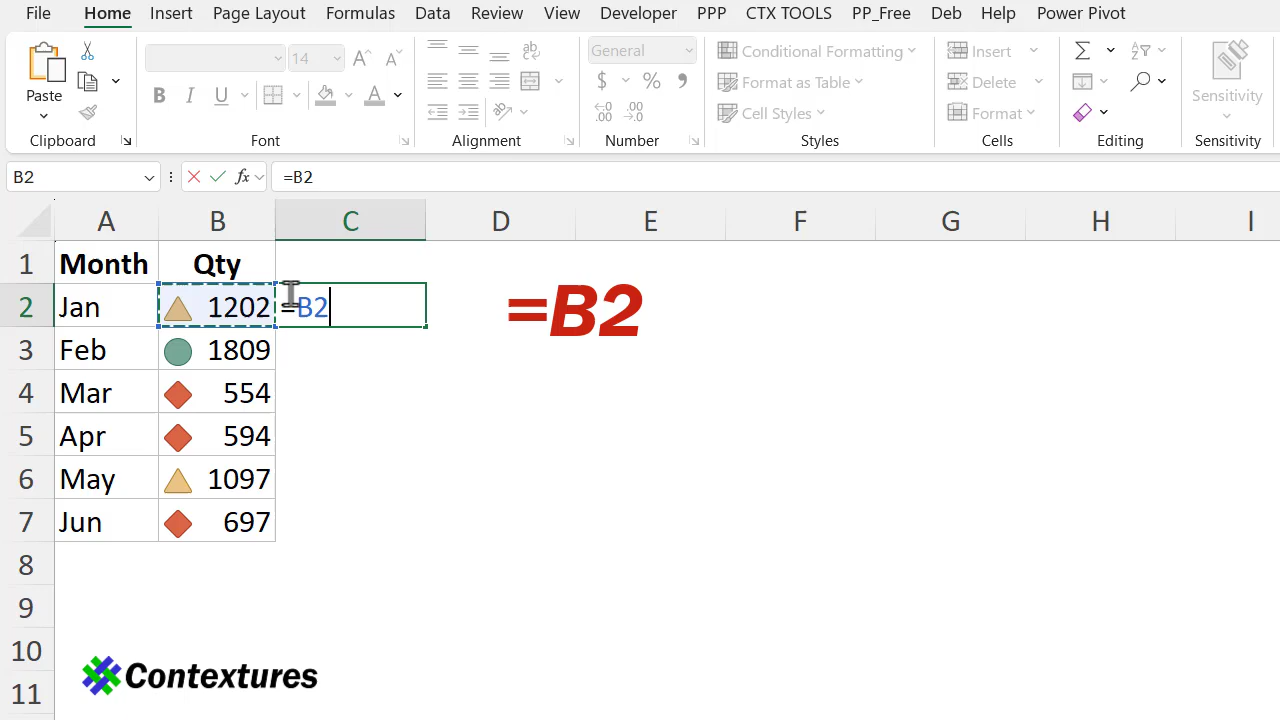 File Home Insert Page Layout Formulas Data Review View Developer PPP CTX TOOLS PP_Free Deb Help Power Pivot
Paste
14
ab
General
Conditional Formatting
Insert
Format as Table
Delete
Sensitivity
B I U A
$ % ,
Cell Styles
Format
Clipboard Font Alignment Number Styles Cells Editing Sensitivity
B2 fx =B2
A B C D E F G H I
1 Month Qty
2 Jan 1202 =B2 =B2
3 Feb 1809
4 Mar 554
5 Apr 594
6 May 1097
7 Jun 697
8
9
10
Contextures
11